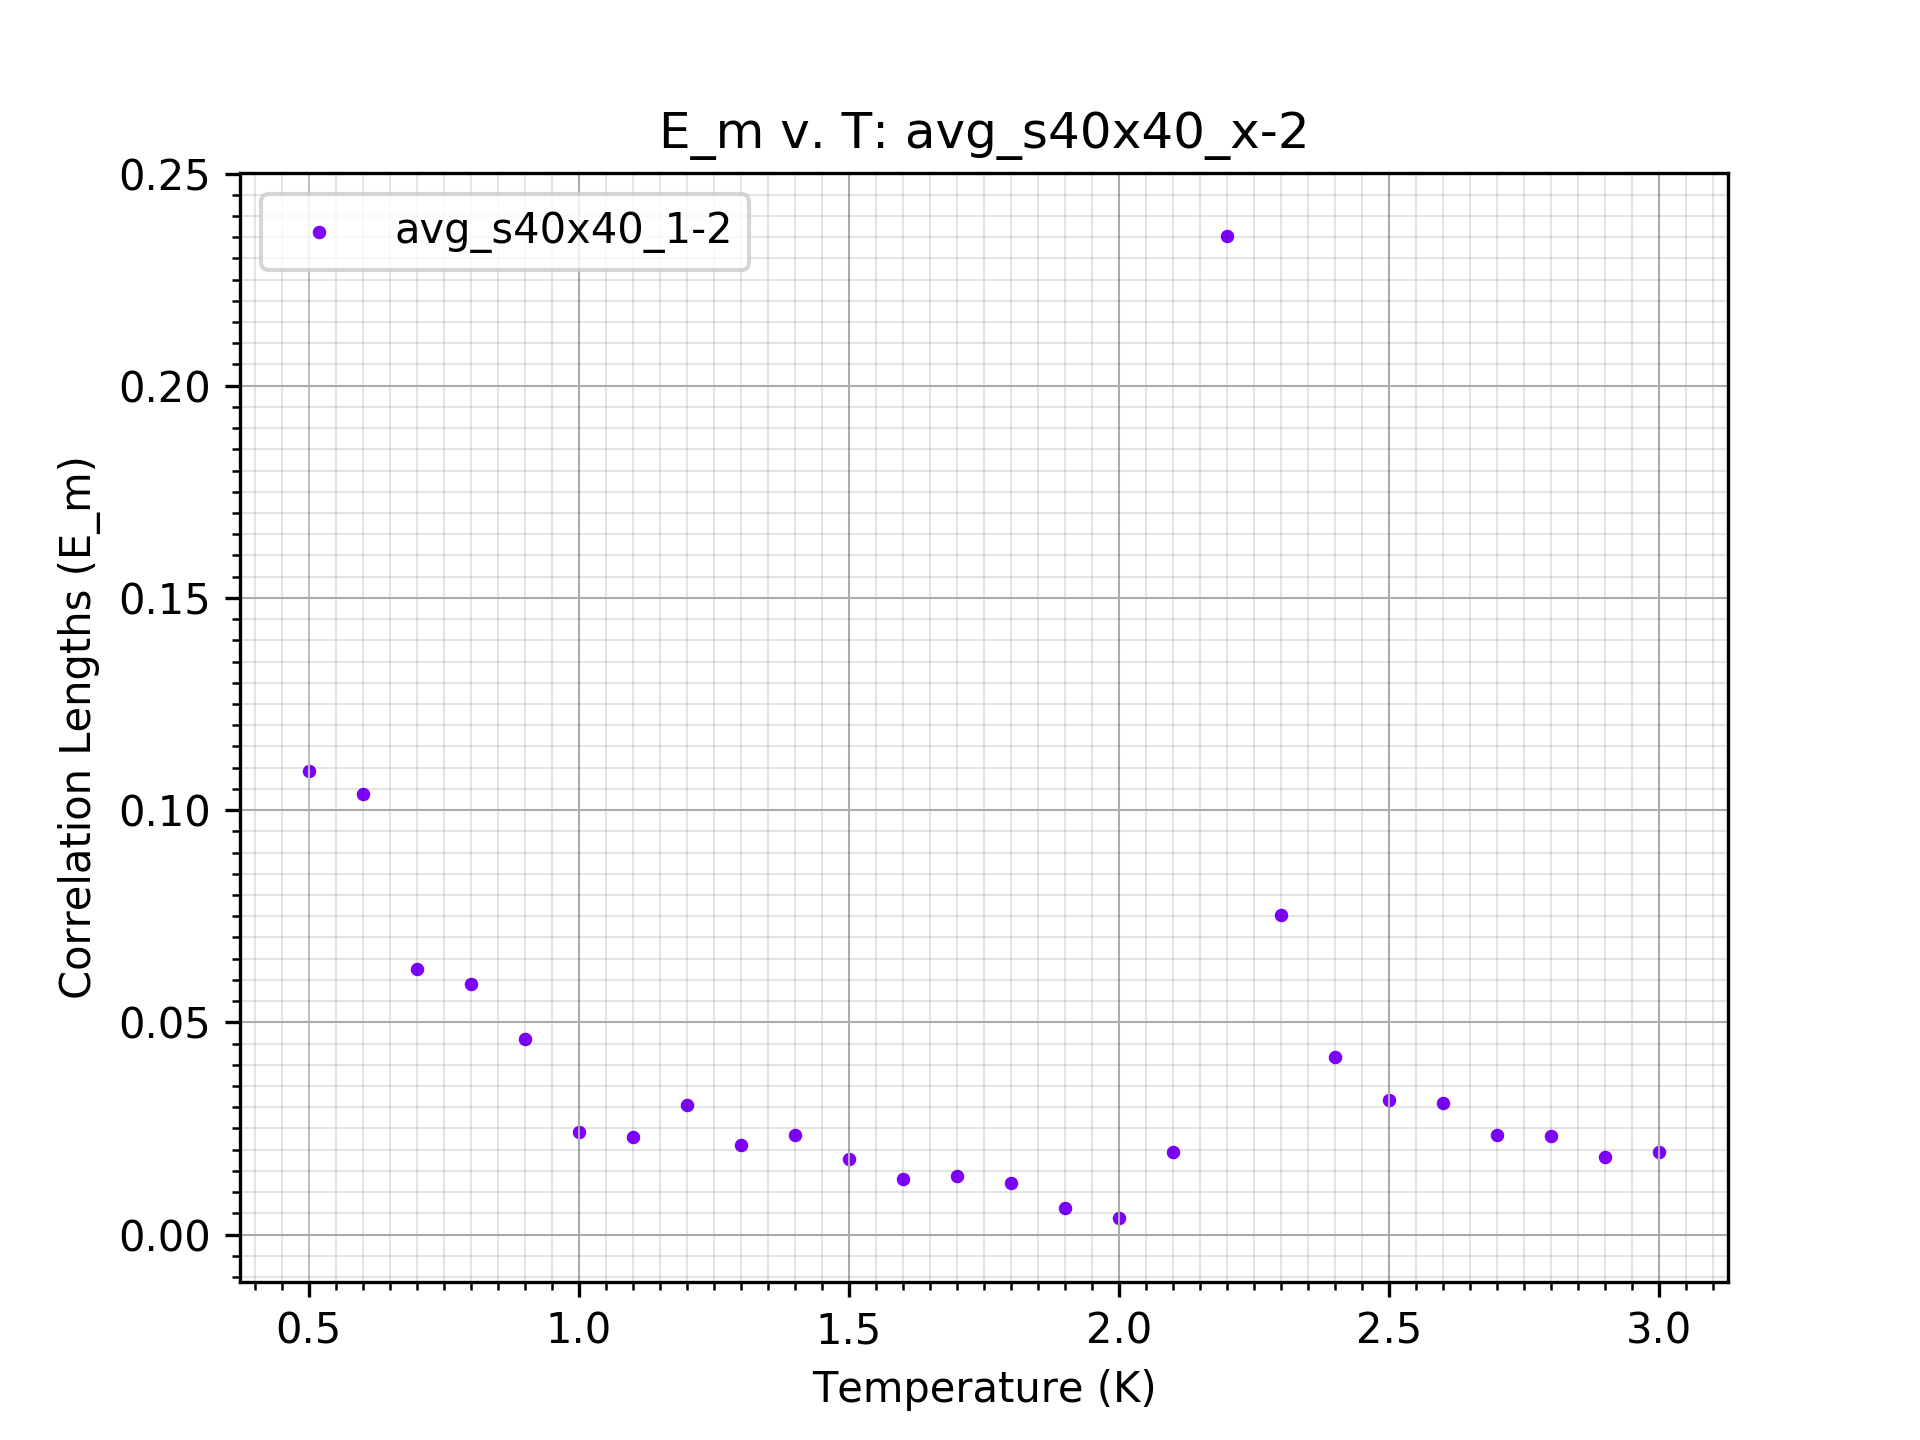 E_m v. T: avg_s40x40_x-2
avg_s40x40_1-2
0.25
0.20
0.15
0.10
0.05
0.00
Correlation Lengths (E_m)
0.5 1.0 1.5 2.0 2.5 3.0
Temperature (K)